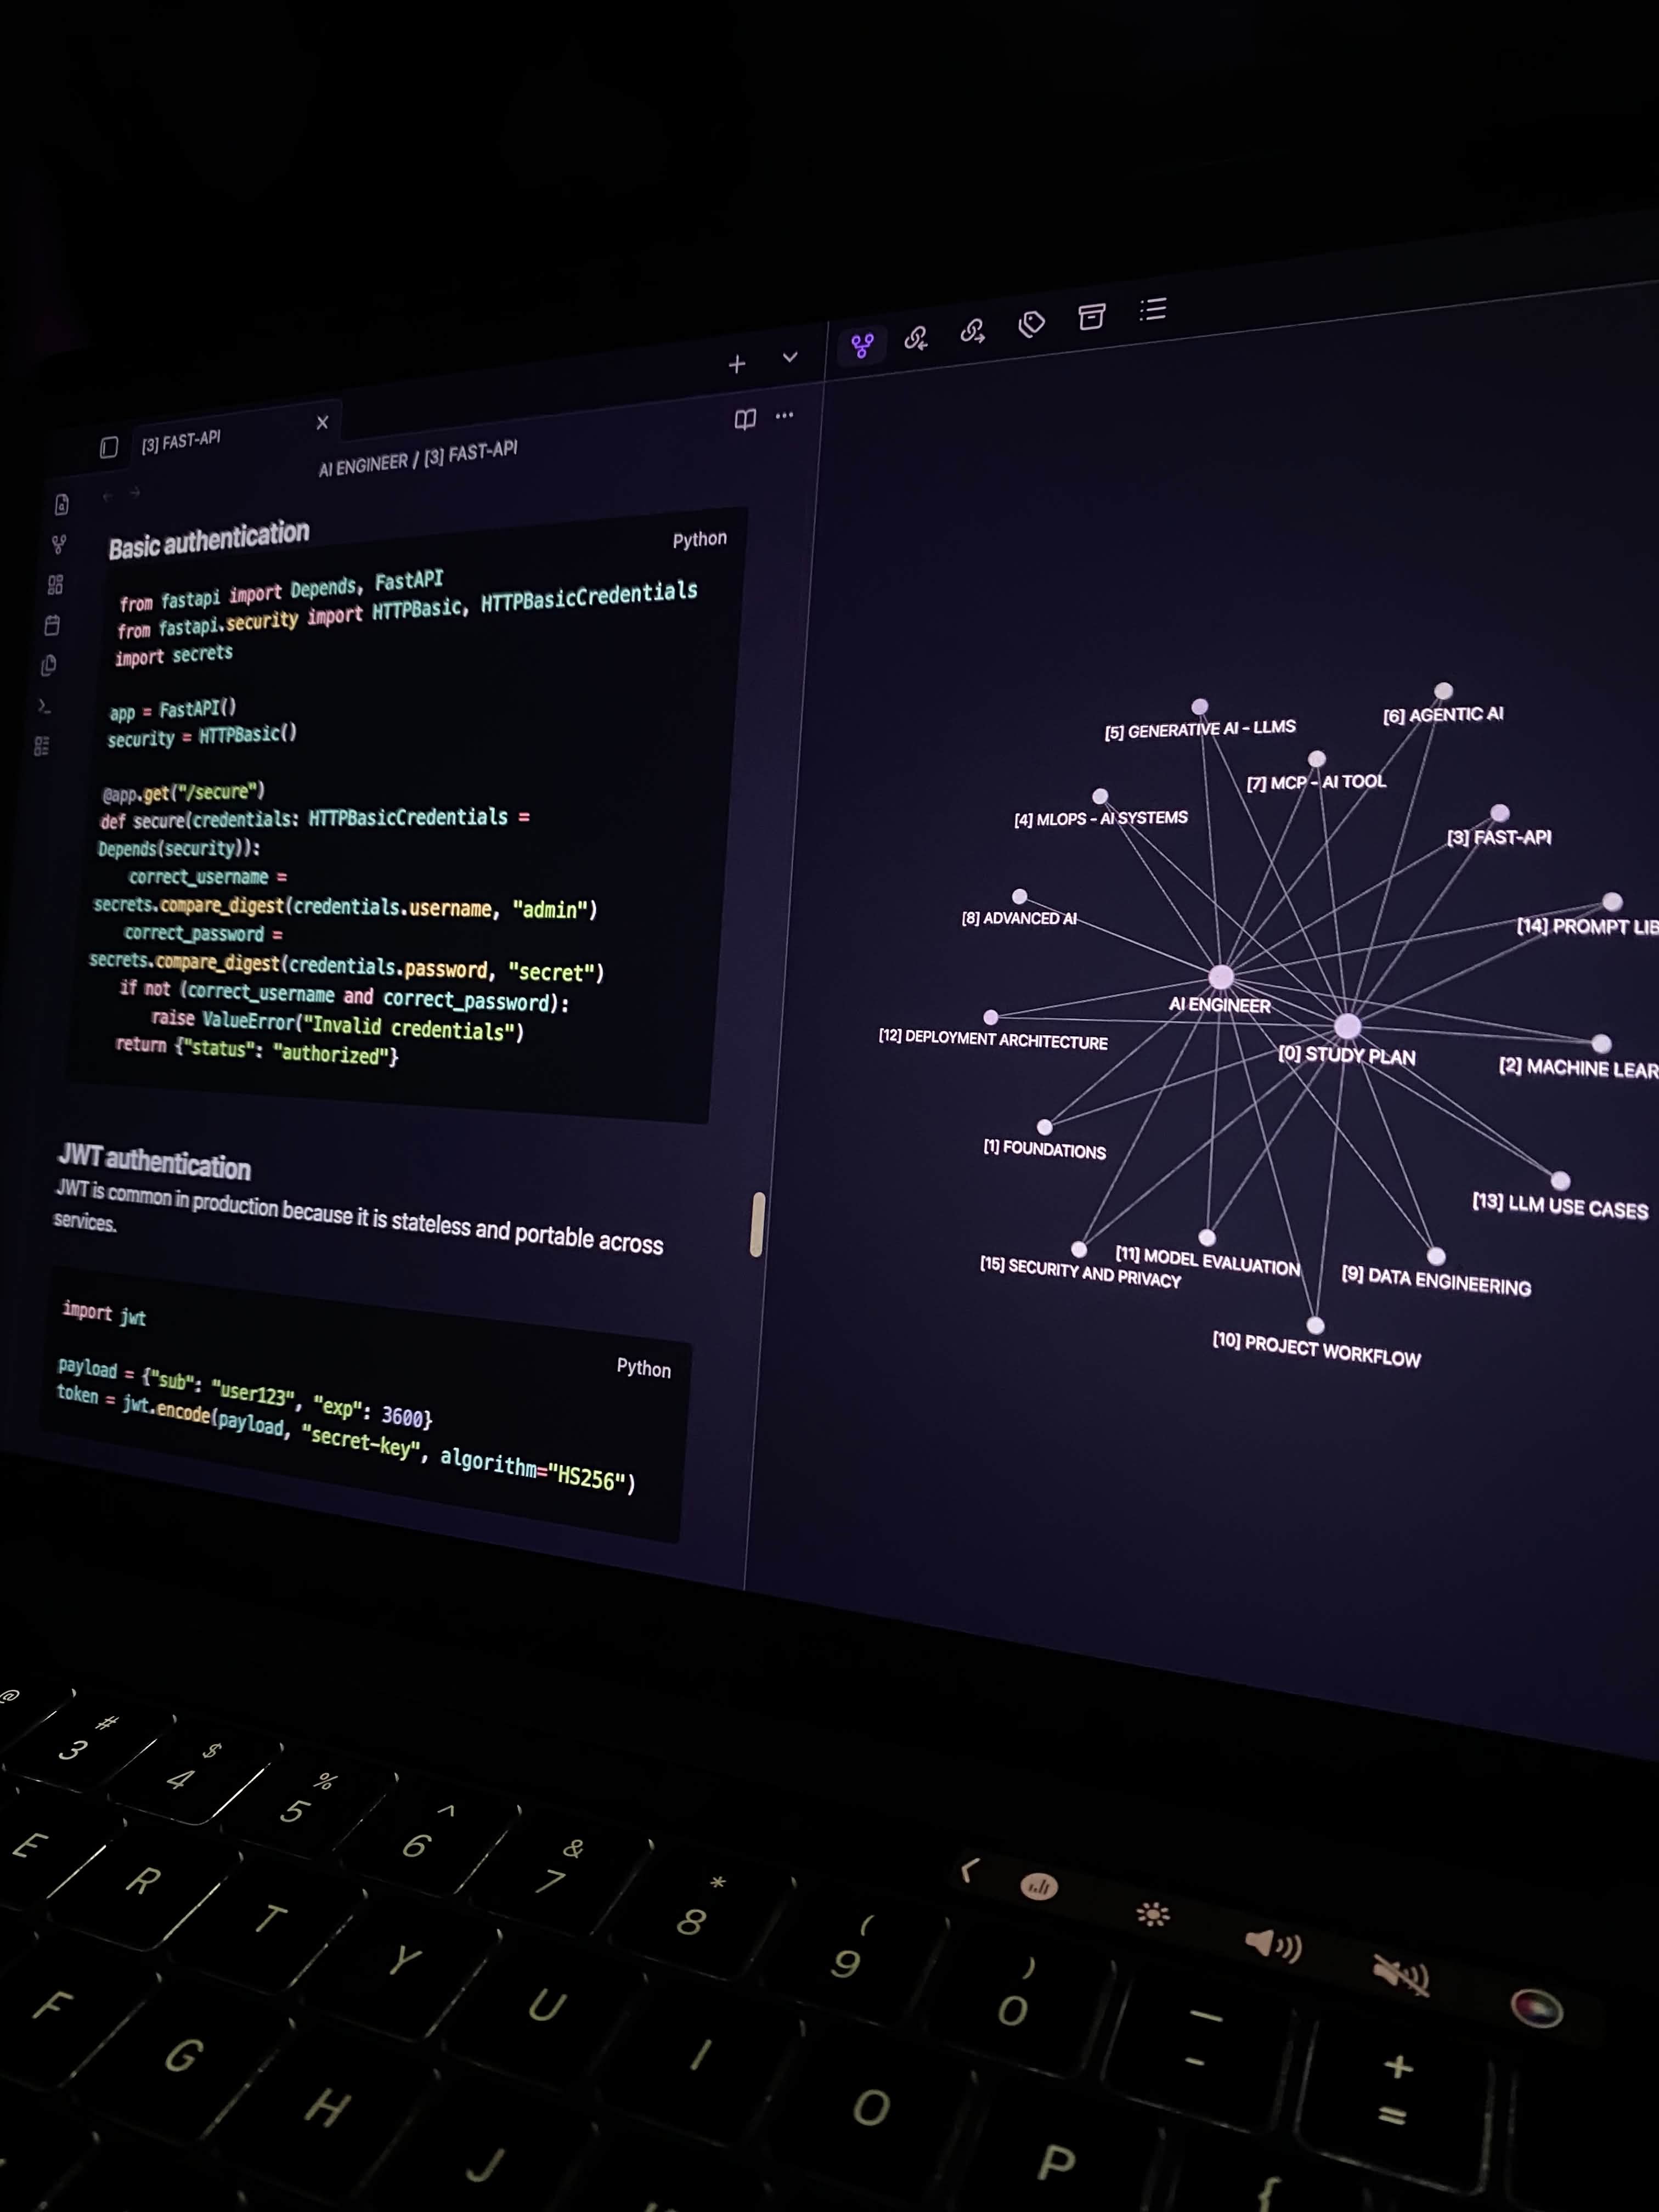 [3] FAST-API
AI ENGINEER / [3] FAST-API
Basic authentication
Python
from fastapi import Depends, FastAPI
from fastapi.security import HTTPBasic, HTTPBasicCredentials
import secrets
app = FastAPI()
security = HTTPBasic()
@app.get("/secure")
def secure(credentials: HTTPBasicCredentials =
Depends(security)):
correct_username =
secrets.compare_digest(credentials.username, "admin")
correct_password =
secrets.compare_digest(credentials.password, "secret")
if not (correct_username and correct_password):
raise ValueError("Invalid credentials")
return {"status": "authorized"}
JWT authentication
JWT is common in production because it is stateless and portable across
services.
Python
import jwt
payload = {"sub": "user123", "exp": 3600}
token = jwt.encode(payload, "secret-key", algorithm="HS256")
[5] GENERATIVE AI - LLMS
[6] AGENTIC AI
[7] MCP - AI TOOL
[4] MLOPS - AI SYSTEMS
[3] FAST-API
[8] ADVANCED AI
[14] PROMPT LIB
AI ENGINEER
[12] DEPLOYMENT ARCHITECTURE
[0] STUDY PLAN
[2] MACHINE LEAR
[1] FOUNDATIONS
[13] LLM USE CASES
[15] SECURITY AND PRIVACY
[11] MODEL EVALUATION
[9] DATA ENGINEERING
[10] PROJECT WORKFLOW
@ # $ % ^ & * ( ) — +
3 4 5 6 7 8 9 0 - =
E R T Y U I O P {
F G H J